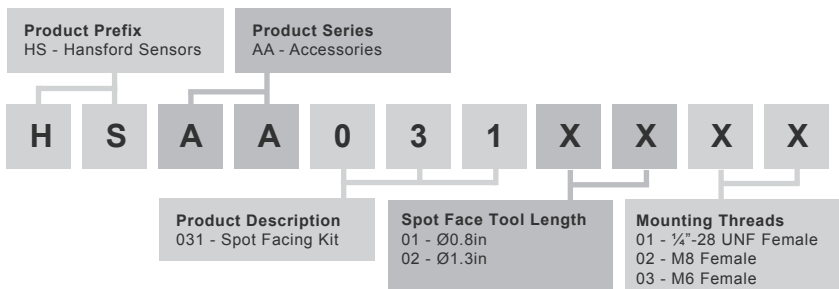 Product Prefix
HS - Hansford Sensors
Product Series
AA - Accessories
H S A A 0 3 1 X X X X
Product Description
031 - Spot Facing Kit
Spot Face Tool Length
01 - Ø0.8in
02 - Ø1.3in
Mounting Threads
01 - ¼”-28 UNF Female
02 - M8 Female
03 - M6 Female